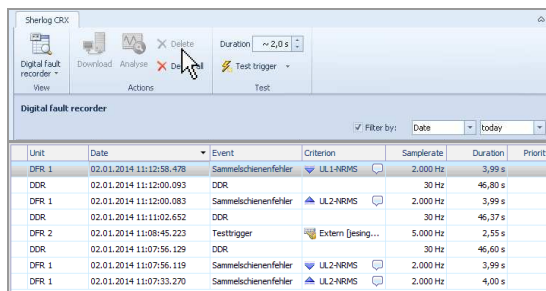 Sherlog CRX
Digital fault recorder
Download
Analyse
Delete
Duration ~ 2,0 s
Test trigger
View
Actions
Test
Digital fault recorder
Filter by: Date today
Unit Date Event Criterion Samplerate Duration Priorit
DFR 1 02.01.2014 11:12:58.478 Sammelschienenfehler UL1-NRMS 2.000 Hz 3,99 s
DDR 02.01.2014 11:12:00.093 DDR 30 Hz 46,80 s
DFR 1 02.01.2014 11:12:00.083 Sammelschienenfehler UL2-NRMS 2.000 Hz 3,99 s
DDR 02.01.2014 11:11:02.652 DDR 30 Hz 46,37 s
DFR 2 02.01.2014 11:08:45.223 Testtrigger Extern [jesing... 5.000 Hz 2,55 s
DDR 02.01.2014 11:07:56.129 DDR 30 Hz 46,60 s
DFR 1 02.01.2014 11:07:56.119 Sammelschienenfehler UL2-NRMS 2.000 Hz 3,99 s
DFR 1 02.01.2014 11:07:33.270 Sammelschienenfehler UL2-NRMS 2.000 Hz 4,00 s